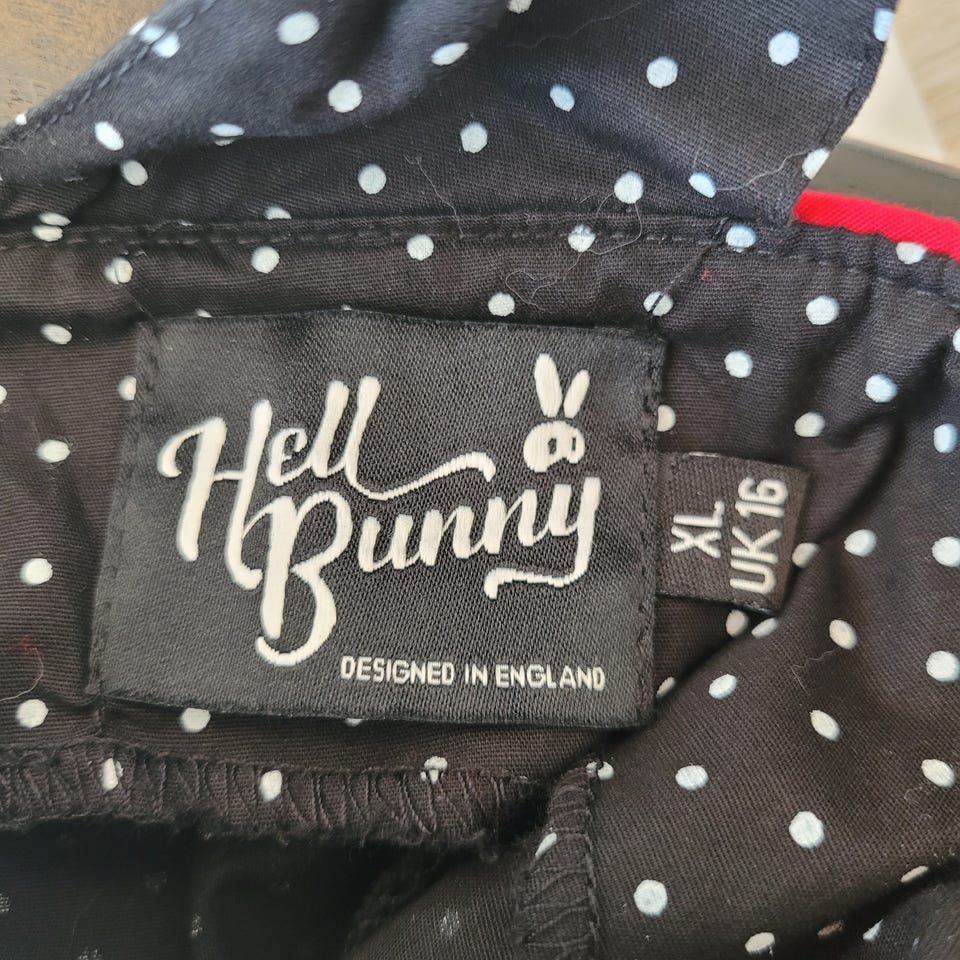 Hell
Bunny
DESIGNED IN ENGLAND
XL
UK 16